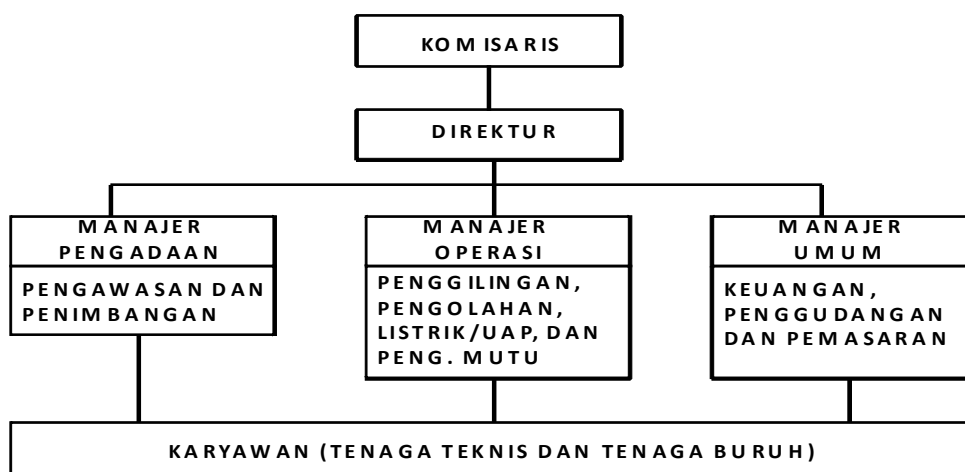 KOMISARIS
DIREKTUR
MANAJER
PENGADAAN
PENGAWASAN DAN
PENIMBANGAN
MANAJER
OPERASI
PENGGILINGAN,
PENGOLAHAN,
LISTRIK/UAP, DAN
PENG. MUTU
MANAJER
UMUM
KEUANGAN,
PENGGUDANGAN
DAN PEMASARAN
KARYAWAN (TENAGA TEKNIS DAN TENAGA BURUH)